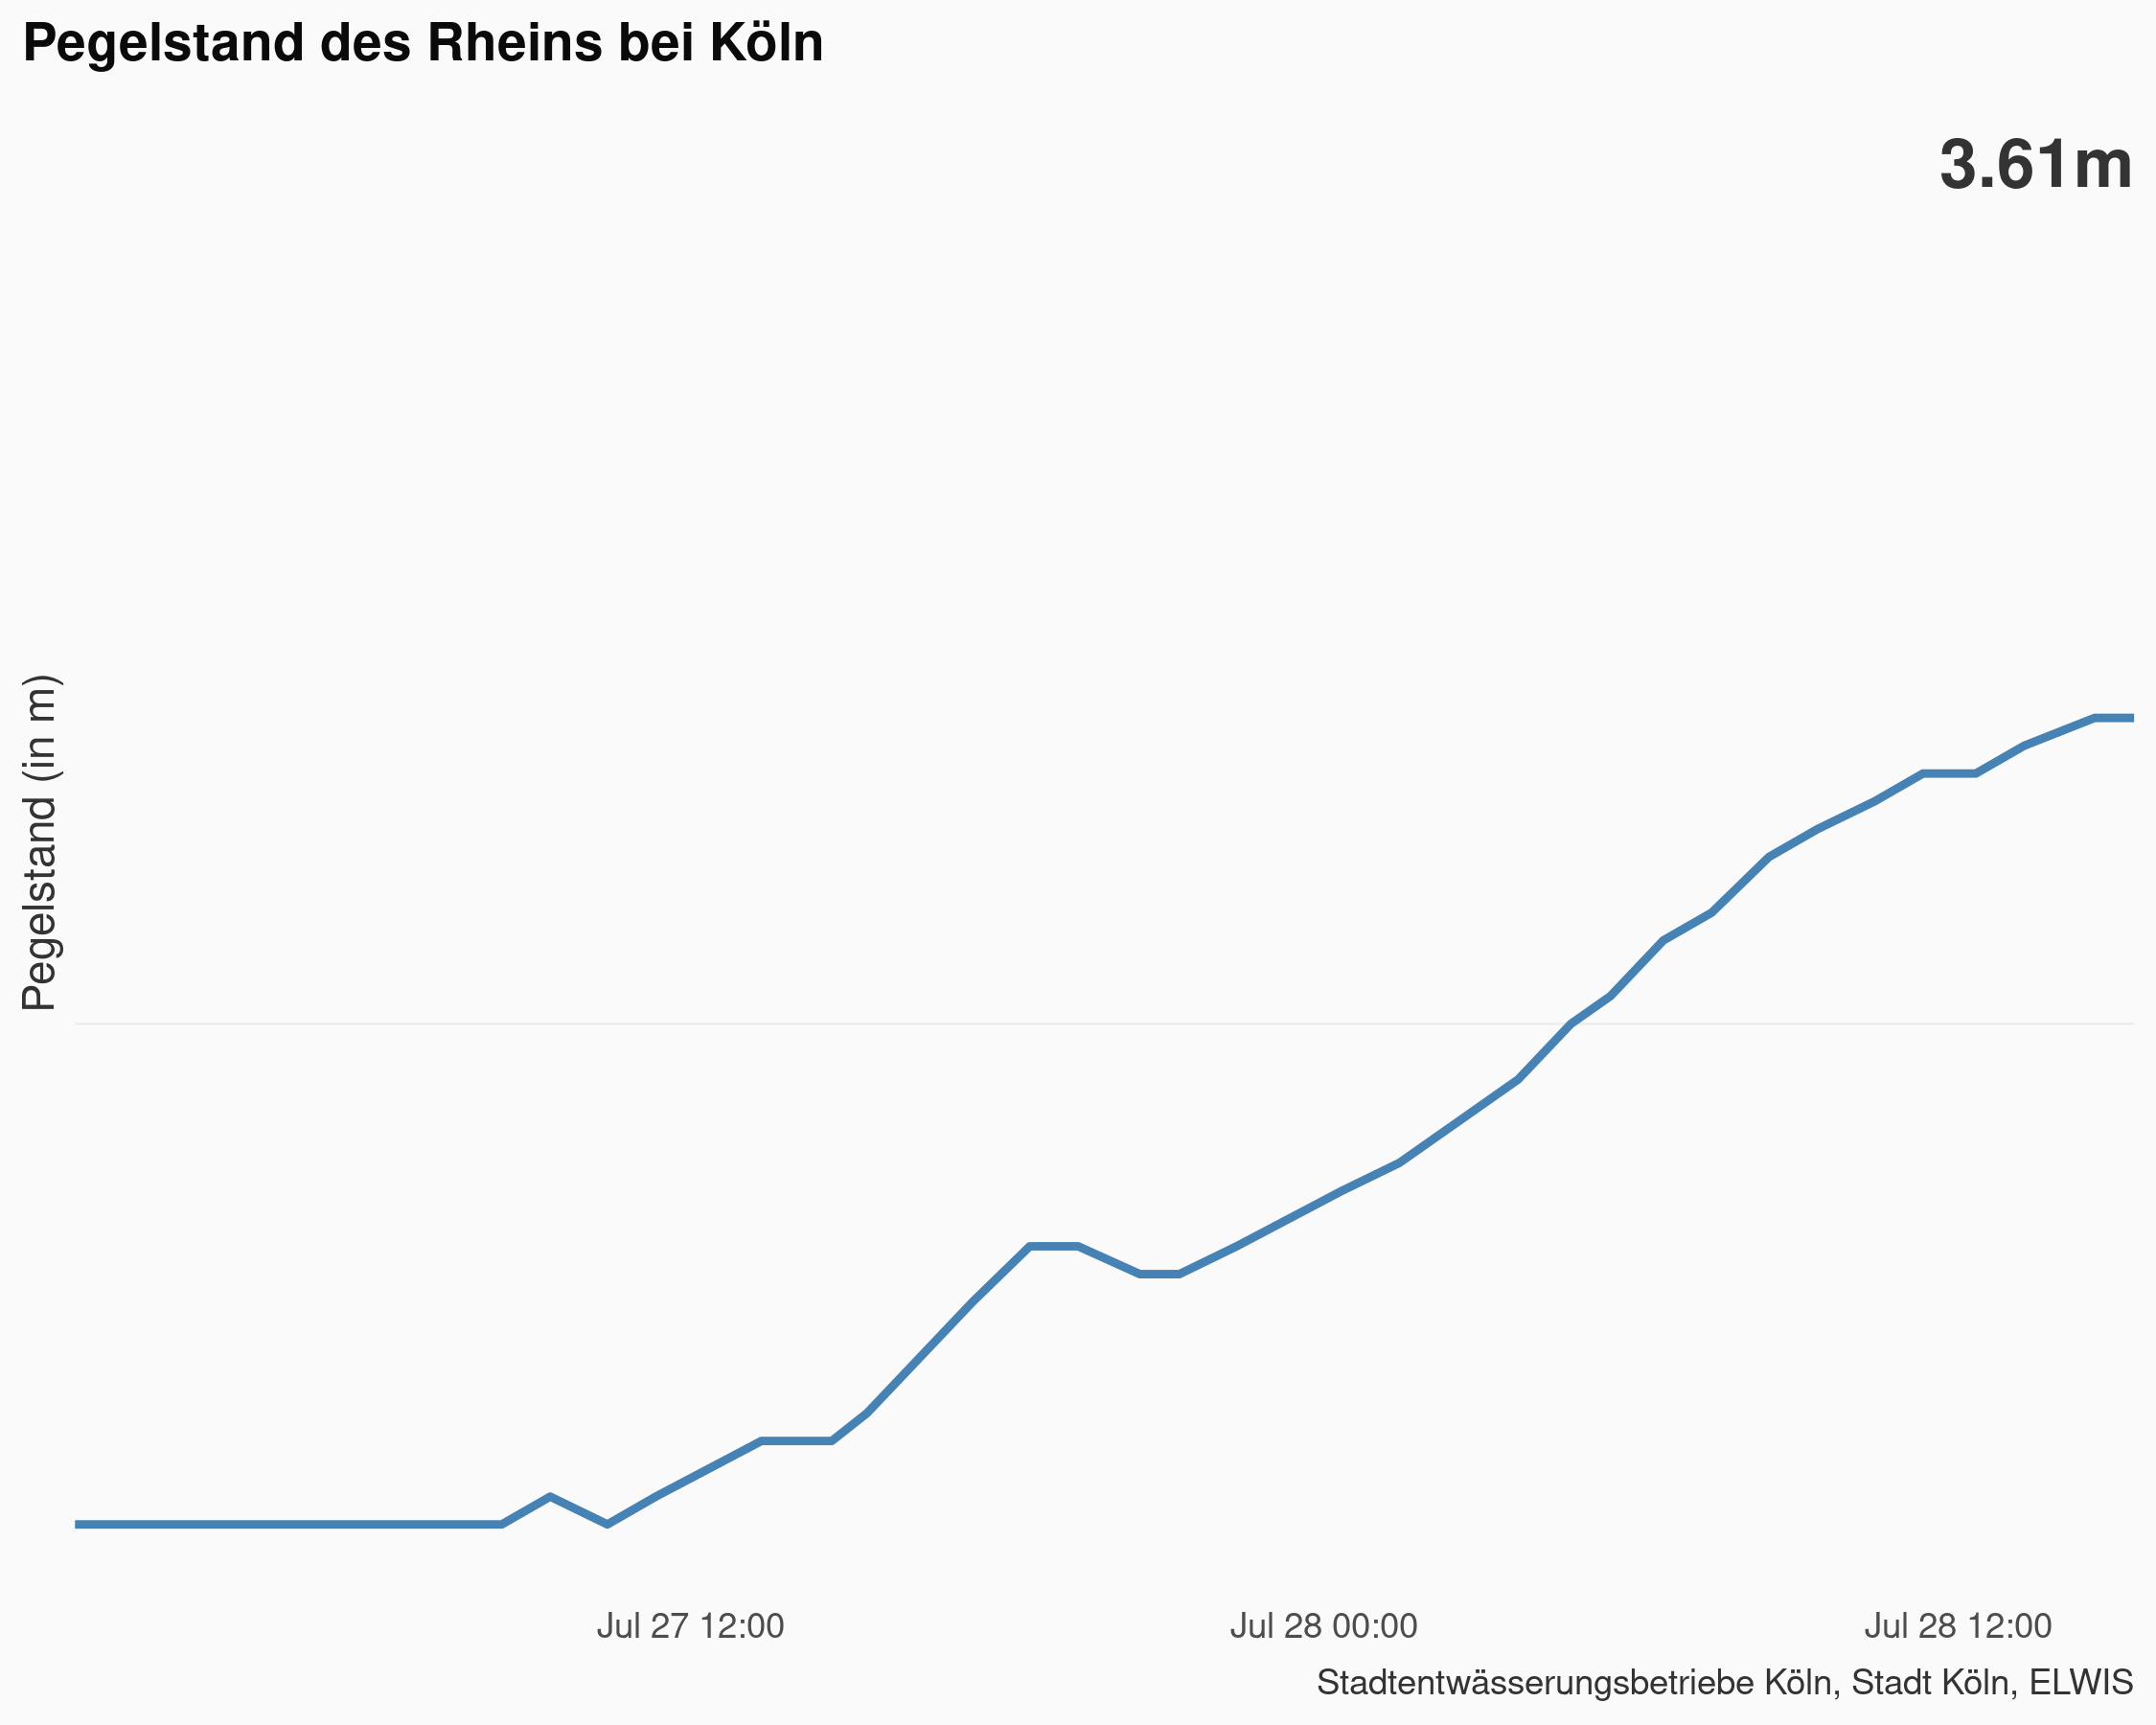 Pegelstand des Rheins bei Köln
3.61m
Pegelstand (in m)
Jul 27 12:00
Jul 28 00:00
Jul 28 12:00
Stadtentwässerungsbetriebe Köln, Stadt Köln, ELWIS